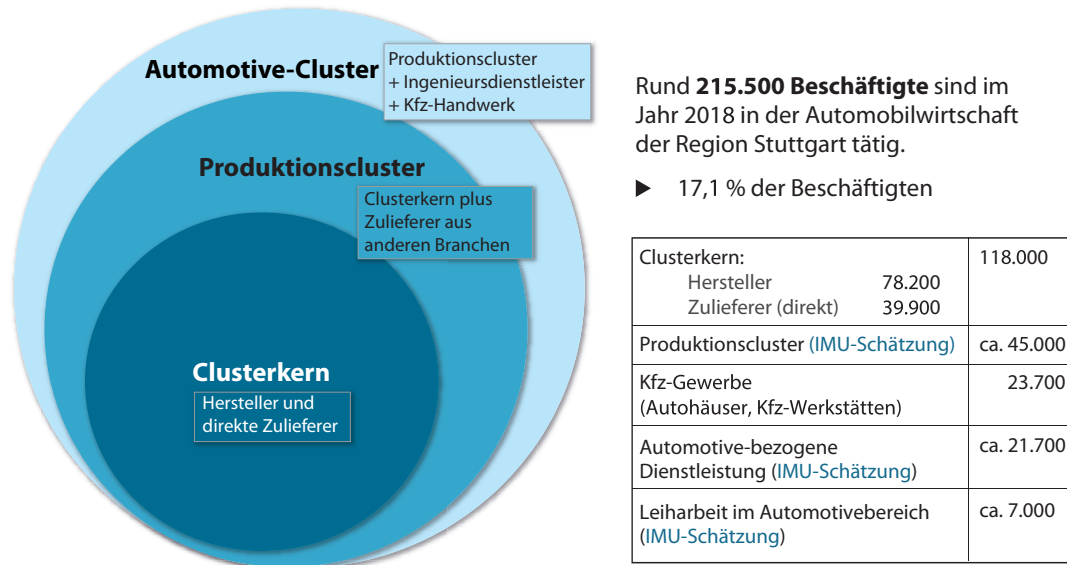 Automotive-Cluster
Produktionscluster
+ Ingenieursdienstleister
+ Kfz-Handwerk
Produktionscluster
Clusterkern plus
Zulieferer aus
anderen Branchen
Clusterkern
Hersteller und
direkte Zulieferer
Rund 215.500 Beschäftigte sind im
Jahr 2018 in der Automobilwirtschaft
der Region Stuttgart tätig.
▶ 17,1 % der Beschäftigten
Clusterkern: 118.000
Hersteller 78.200
Zulieferer (direkt) 39.900
Produktionscluster (IMU-Schätzung) ca. 45.000
Kfz-Gewerbe 23.700
(Autohäuser, Kfz-Werkstätten)
Automotive-bezogene ca. 21.700
Dienstleistung (IMU-Schätzung)
Leiharbeit im Automotivebereich ca. 7.000
(IMU-Schätzung)